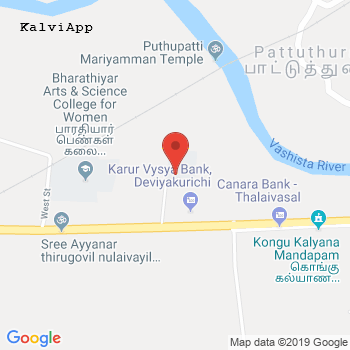 KalviApp
Puthupatti
Mariyamman Temple
Pattuthur
பாட்டுத்து
Bharathiyar
Arts & Science
College for
Women
பாரதியார்
பெண்கள்
கலை...
Vashista River
Karur Vysya Bank,
Deviyakurichi
Canara Bank -
Thalaivasal
West St
Sree Ayyanar
thirugovil nulaivayil...
Kongu Kalyana
Mandapam
கொங்கு
கல்யாண...
Google
Map data ©2019 Google